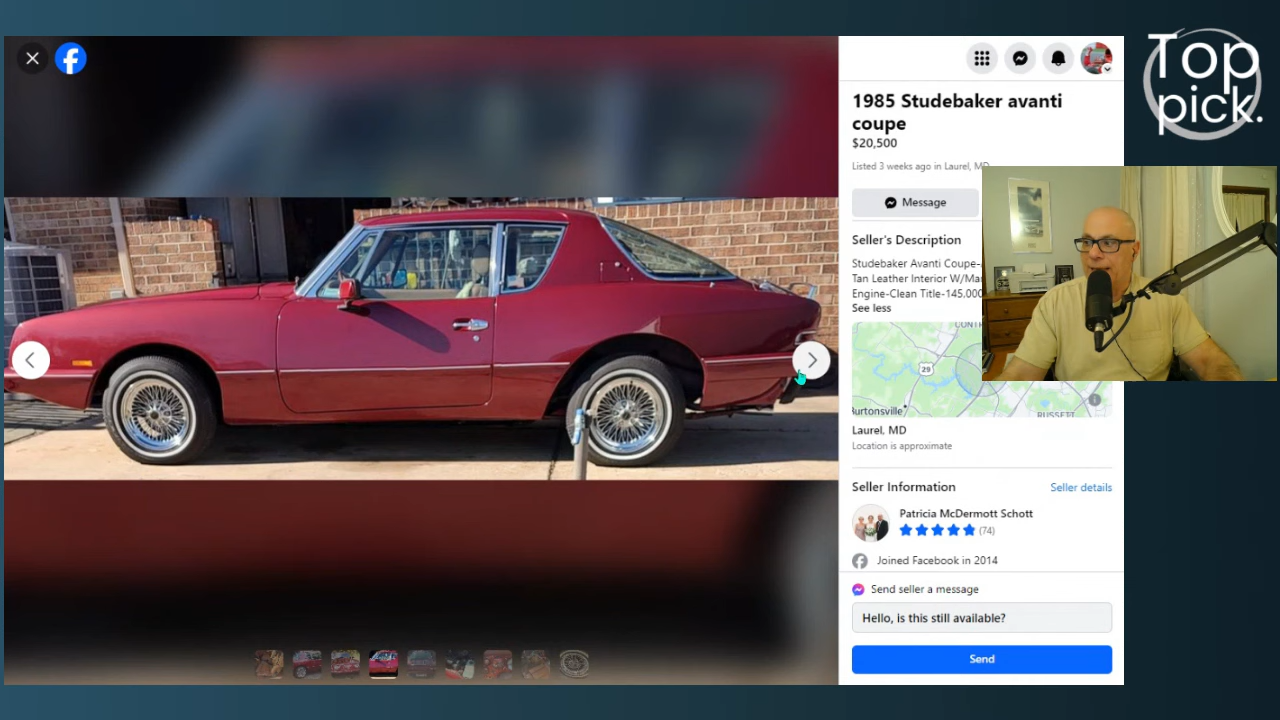 Top
pick.
1985 Studebaker avanti
coupe
$20,500
Listed 3 weeks ago in Laurel, MD
Message
Seller's Description
Studebaker Avanti Coupe-
Tan Leather Interior W/
Engine-Clean Title-145,000
See less
29
Burtonsville
RUSSETT
Laurel, MD
Location is approximate
Seller Information
Seller details
Patricia McDermott Schott
(74)
Joined Facebook in 2014
Send seller a message
Hello, is this still available?
Send